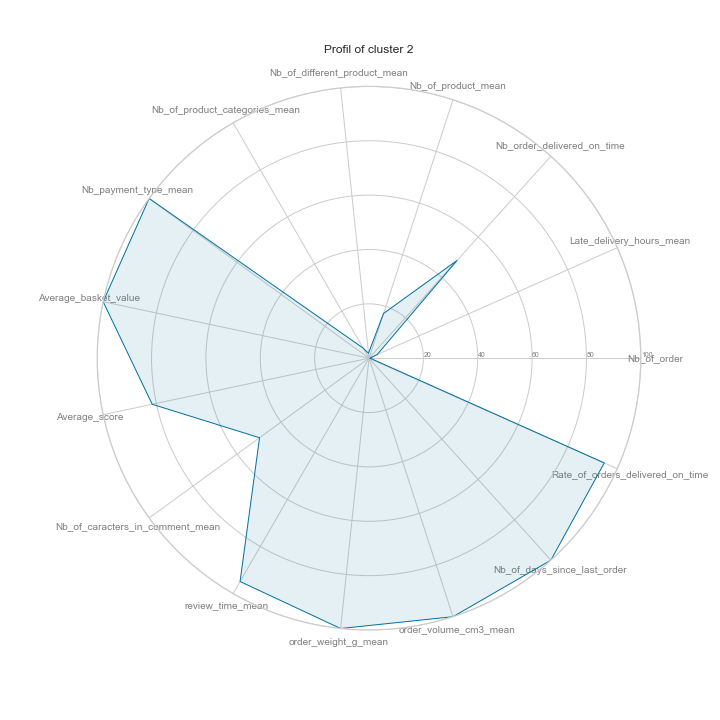 Profil of cluster 2
Nb_of_different_product_mean
Nb_of_product_mean
Nb_of_product_categories_mean
Nb_order_delivered_on_time
Nb_payment_type_mean
Late_delivery_hours_mean
Average_basket_value
20 40 60 80 100
Nb_of_order
Average_score
Rate_of_orders_delivered_on_time
Nb_of_caracters_in_comment_mean
Nb_of_days_since_last_order
review_time_mean
order_volume_cm3_mean
order_weight_g_mean